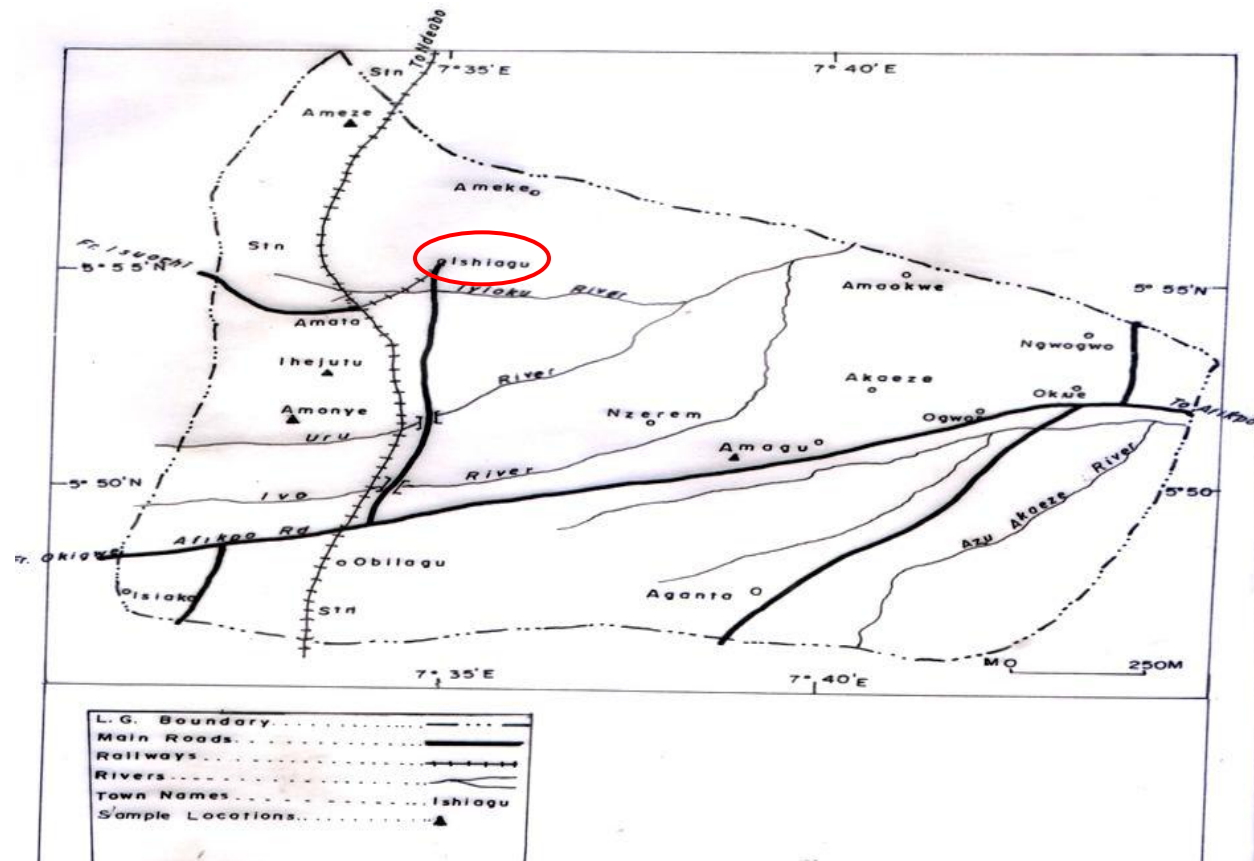 To Ndeabo
Stn
7° 35' E
7° 40' E
Ameze
Ameke
Stn
Fr. Isuochi
5° 55' N
Ishiagu
Iyioku River
Amaokwe
5° 55' N
Amata
Ngwogwo
Ihejutu
River
Akaeze
Okue
Amonye
Nzerem
Ogwor
To Afikpo
Uru
Amagu
River
5° 50' N
Ivo
5° 50'
Afikpo Rd
Azu Akaeze River
Fr. Okigwe
Obilagu
Isiaka
Aganta
Stn
M O 250M
7° 35' E
7° 40' E
L.G. Boundary
Main Roads
Railways
Rivers
Town Names Ishiagu
Sample Locations